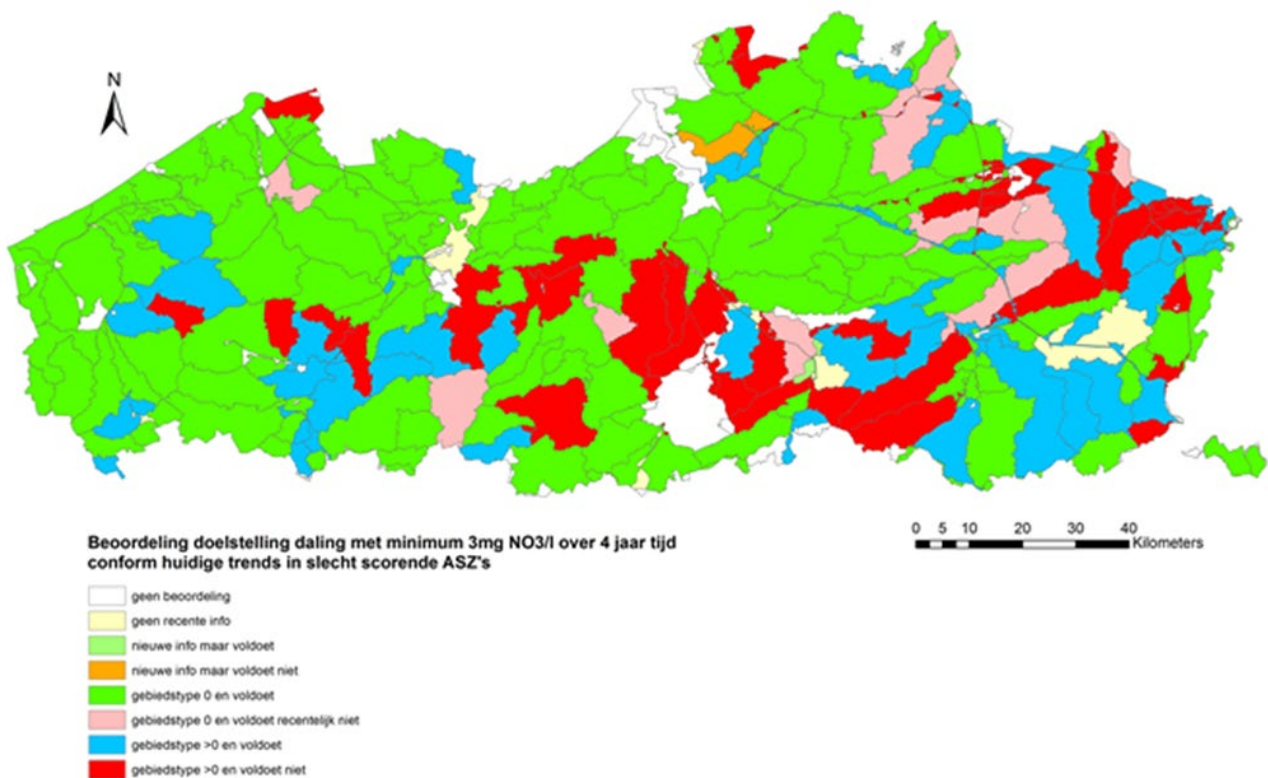 N
0 5 10 20 30 40
Kilometers
Beoordeling doelstelling daling met minimum 3mg NO3/l over 4 jaar tijd
conform huidige trends in slecht scorende ASZ's
geen beoordeling
geen recente info
nieuwe info maar voldoet
nieuwe info maar voldoet niet
gebiedstype 0 en voldoet
gebiedstype 0 en voldoet recentelijk niet
gebiedstype >0 en voldoet
gebiedstype >0 en voldoet niet